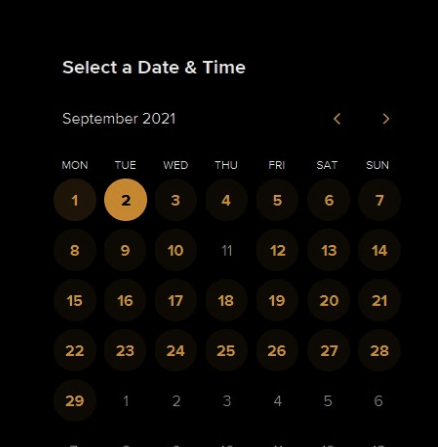 Select a Date & Time
September 2021
MON TUE WED THU FRI SAT SUN
1 2 3 4 5 6 7
8 9 10 11 12 13 14
15 16 17 18 19 20 21
22 23 24 25 26 27 28
29 1 2 3 4 5 6